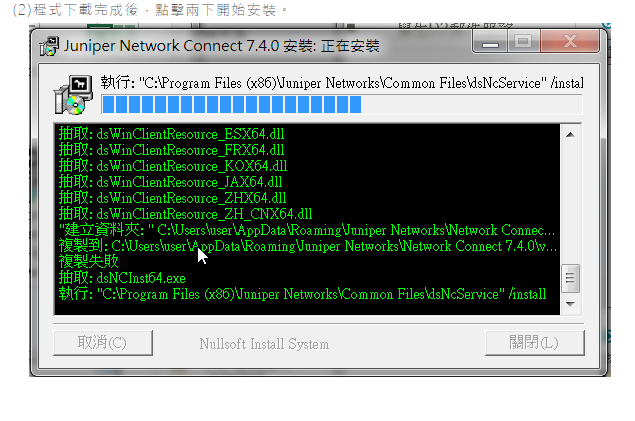 (2)程式下載完成後，點擊兩下開始安裝。
Juniper Network Connect 7.4.0 安裝: 正在安裝
執行: "C:\Program Files (x86)\Juniper Networks\Common Files\dsNcService" /install
抽取: dsWinClientResource_ESX64.dll
抽取: dsWinClientResource_FRX64.dll
抽取: dsWinClientResource_KOX64.dll
抽取: dsWinClientResource_JAX64.dll
抽取: dsWinClientResource_ZHX64.dll
抽取: dsWinClientResource_ZH_CNX64.dll
"建立資料夾: " C:\Users\user\AppData\Roaming\Juniper Networks\Network Connec...
複製到: C:\Users\user\AppData\Roaming\Juniper Networks\Network Connect 7.4.0\v...
複製失敗
抽取: dsNCInst64.exe
執行: "C:\Program Files (x86)\Juniper Networks\Common Files\dsNcService" /install
取消(C)
Nullsoft Install System
關閉(L)